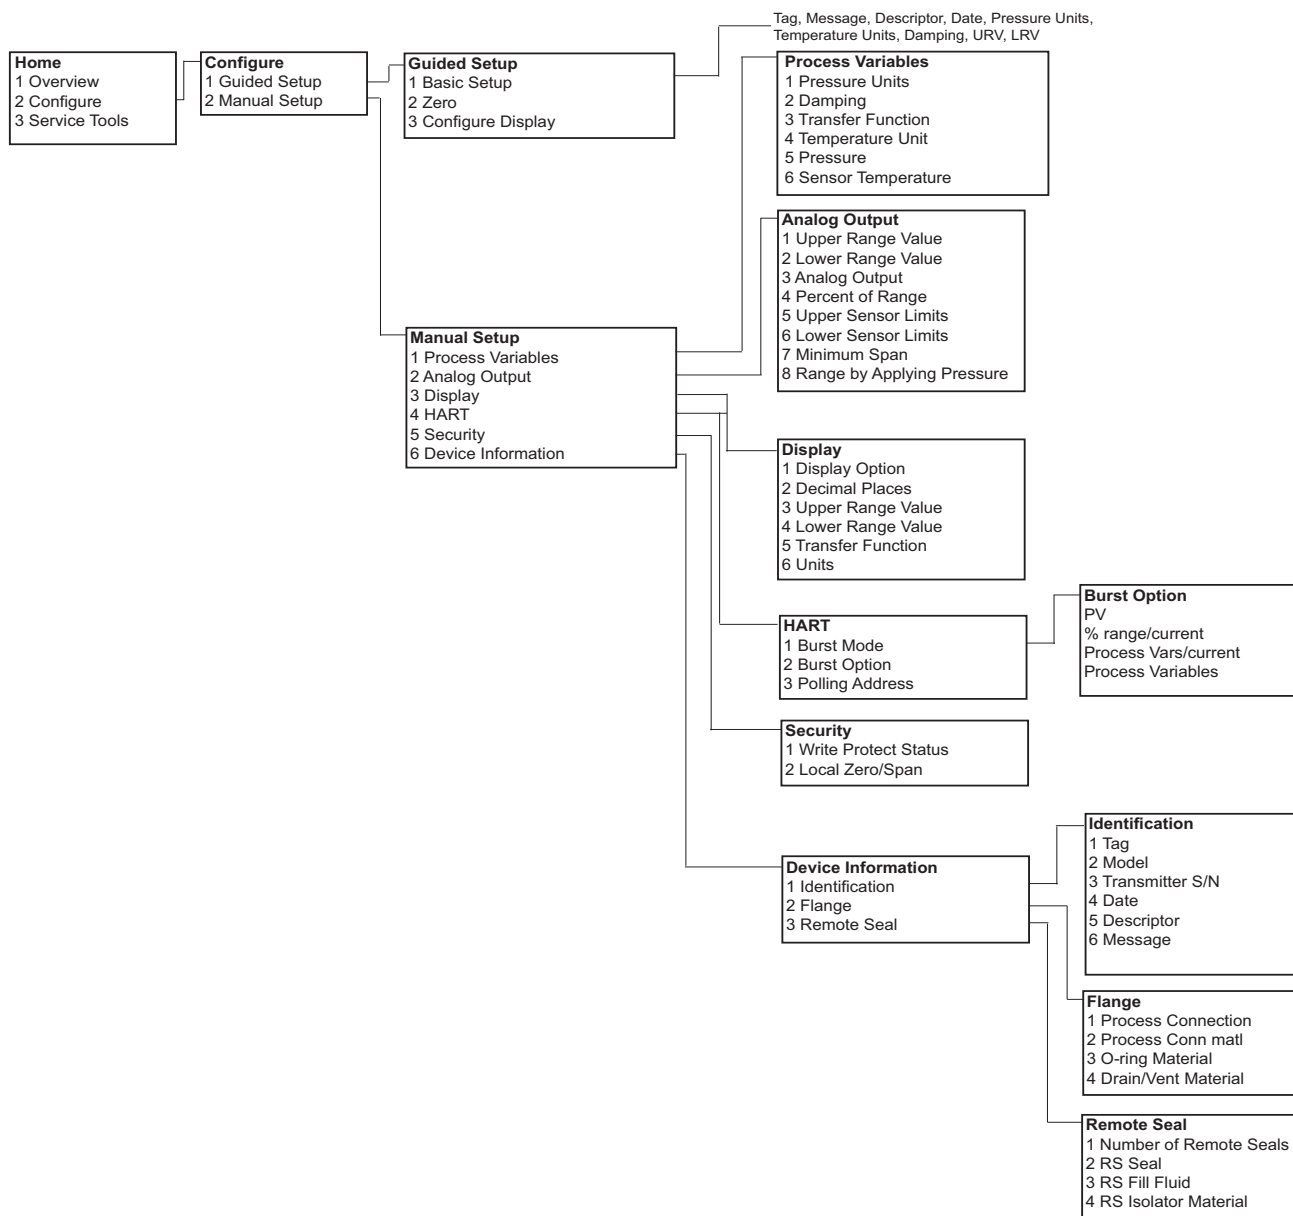 Tag, Message, Descriptor, Date, Pressure Units,
Temperature Units, Damping, URV, LRV
Home
1 Overview
2 Configure
3 Service Tools
Configure
1 Guided Setup
2 Manual Setup
Guided Setup
1 Basic Setup
2 Zero
3 Configure Display
Process Variables
1 Pressure Units
2 Damping
3 Transfer Function
4 Temperature Unit
5 Pressure
6 Sensor Temperature
Analog Output
1 Upper Range Value
2 Lower Range Value
3 Analog Output
4 Percent of Range
5 Upper Sensor Limits
6 Lower Sensor Limits
7 Minimum Span
8 Range by Applying Pressure
Manual Setup
1 Process Variables
2 Analog Output
3 Display
4 HART
5 Security
6 Device Information
Display
1 Display Option
2 Decimal Places
3 Upper Range Value
4 Lower Range Value
5 Transfer Function
6 Units
HART
1 Burst Mode
2 Burst Option
3 Polling Address
Burst Option
PV
% range/current
Process Vars/current
Process Variables
Security
1 Write Protect Status
2 Local Zero/Span
Device Information
1 Identification
2 Flange
3 Remote Seal
Identification
1 Tag
2 Model
3 Transmitter S/N
4 Date
5 Descriptor
6 Message
Flange
1 Process Connection
2 Process Conn matl
3 O-ring Material
4 Drain/Vent Material
Remote Seal
1 Number of Remote Seals
2 RS Seal
3 RS Fill Fluid
4 RS Isolator Material